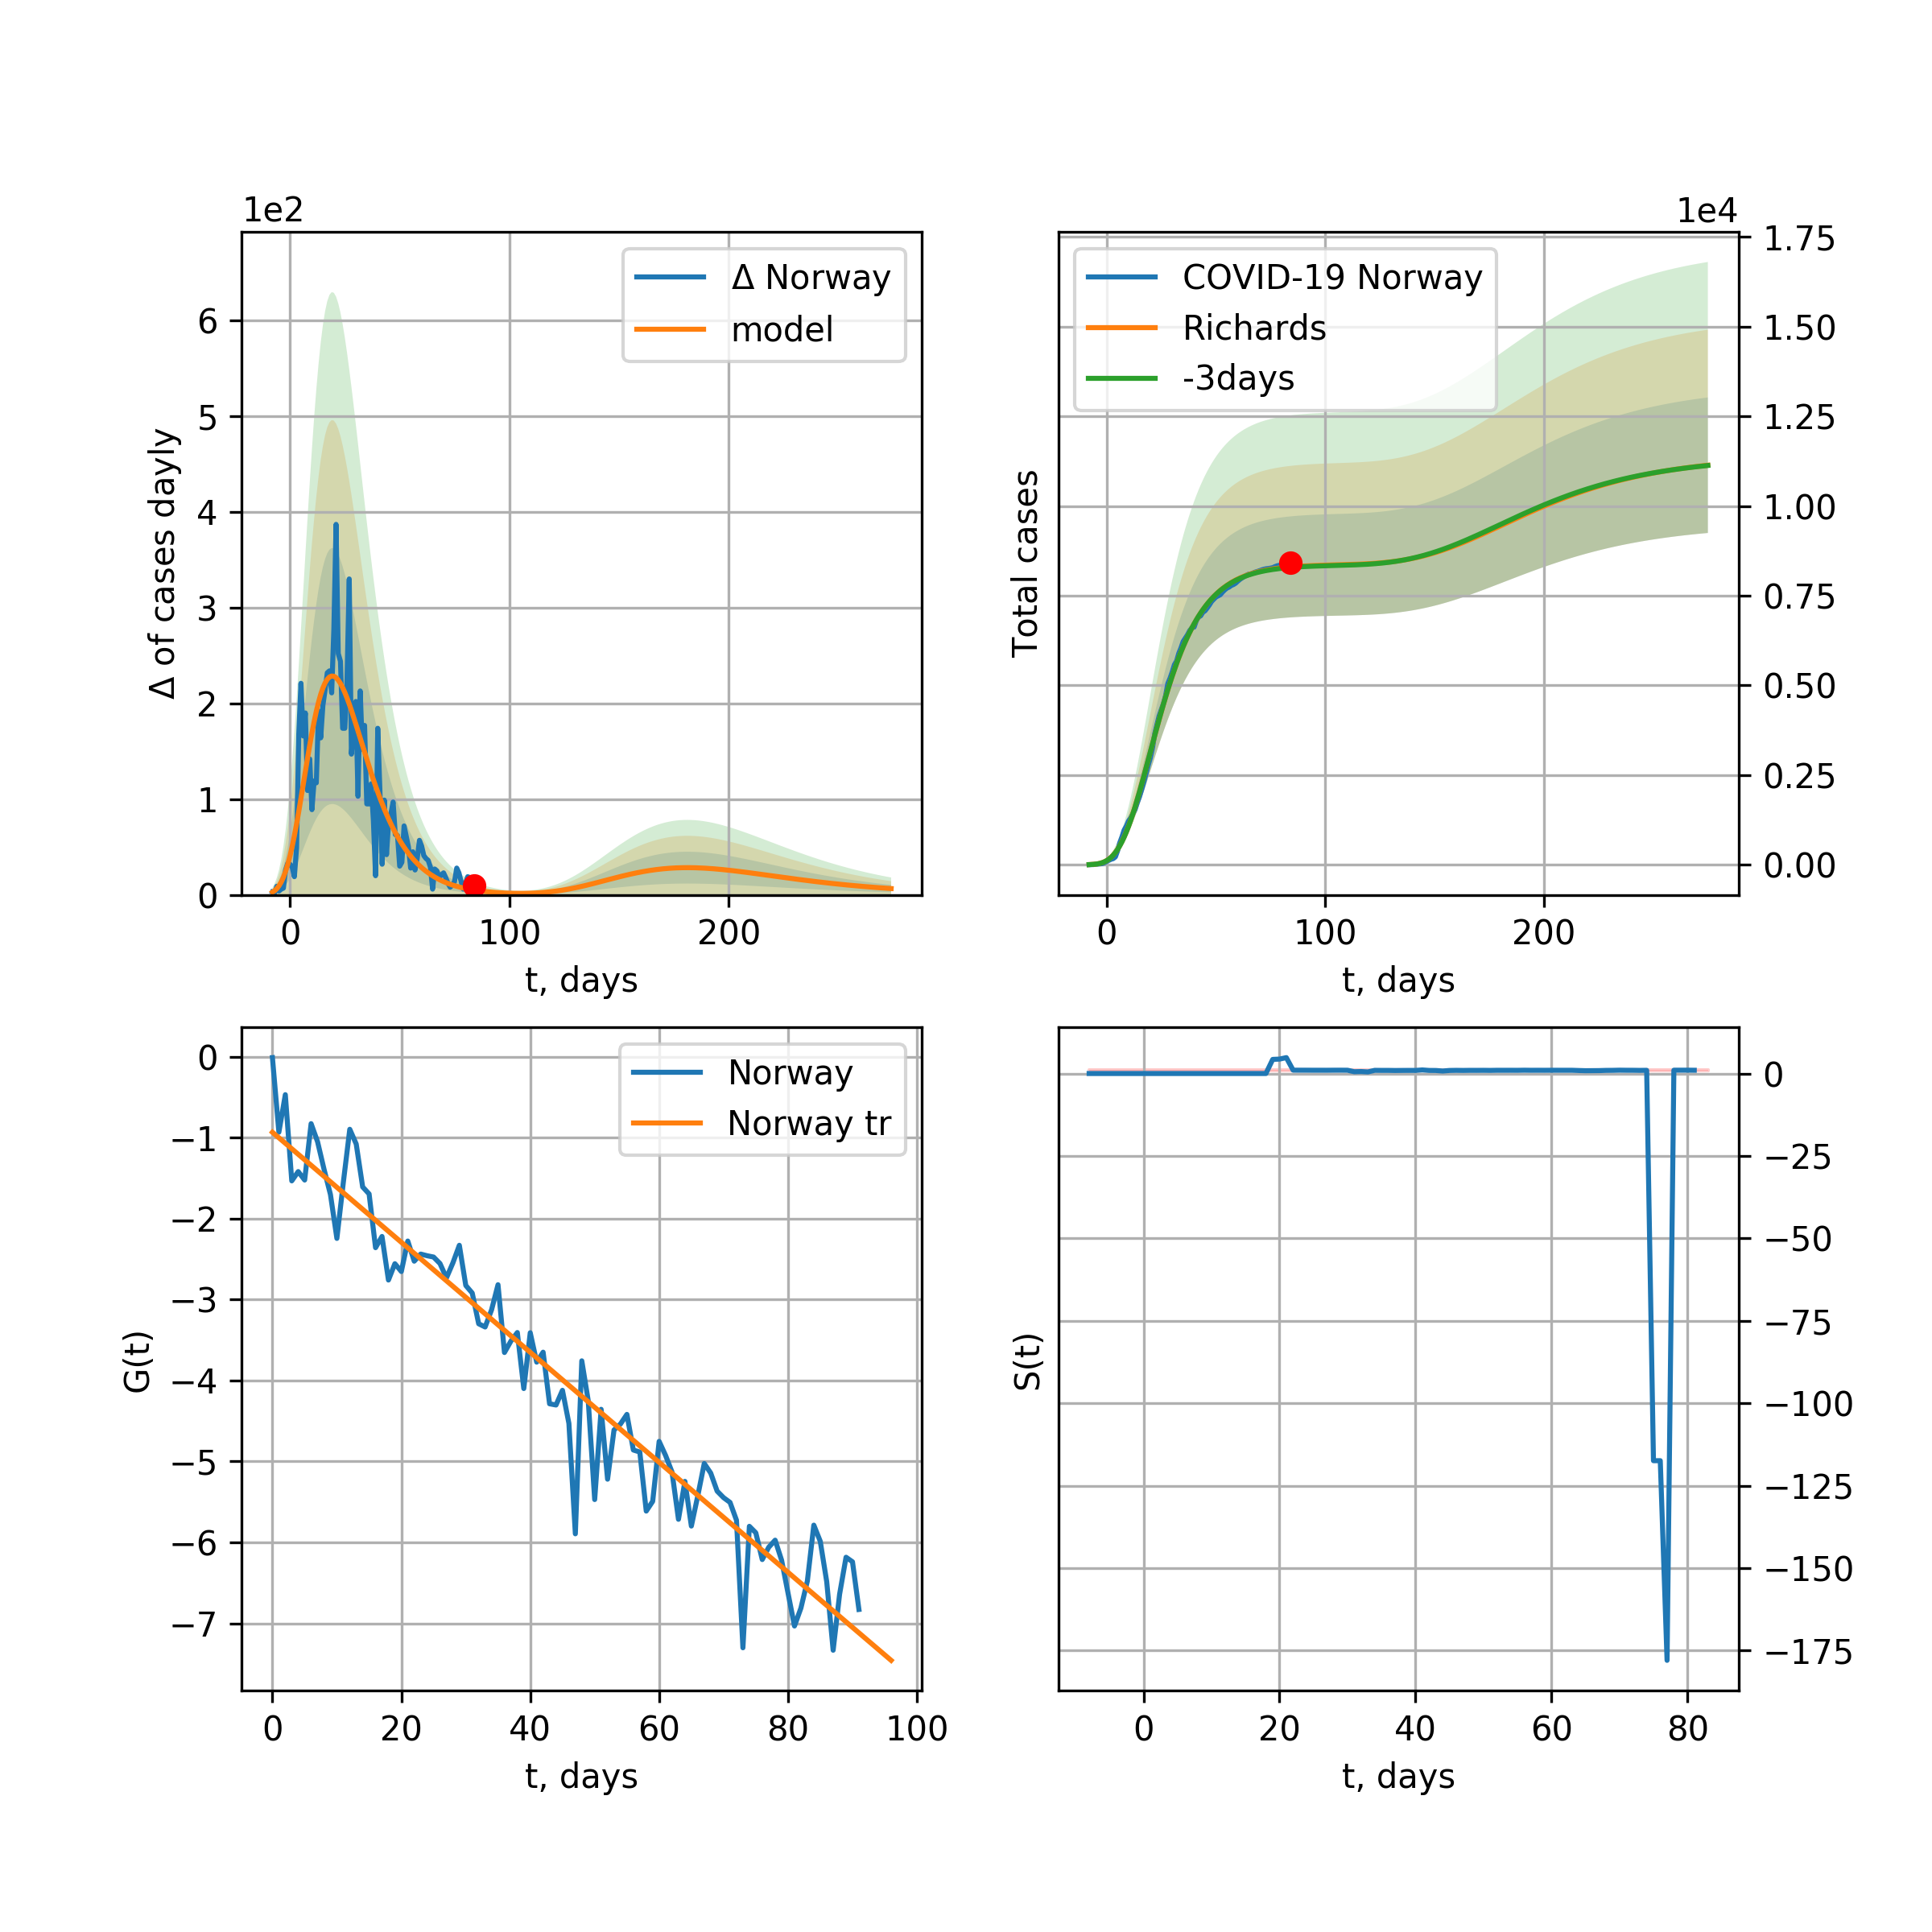 1e2
Δ of cases dayly
6
5
4
3
2
1
0
Δ Norway
model
0 100 200
t, days
1e4
Total cases
COVID-19 Norway
Richards
-3days
1.75
1.50
1.25
1.00
0.75
0.50
0.25
0.00
0 100 200
t, days
G(t)
0
−1
−2
−3
−4
−5
−6
−7
Norway
Norway tr
0 20 40 60 80 100
t, days
S(t)
0
−25
−50
−75
−100
−125
−150
−175
0 20 40 60 80
t, days